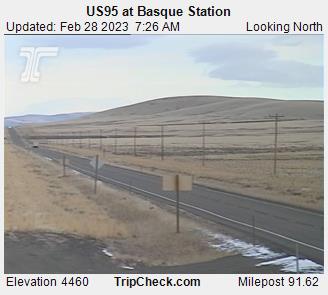 US95 at Basque Station
Updated: Feb 28 2023 7:26 AM Looking North
Elevation 4460 TripCheck.com Milepost 91.62